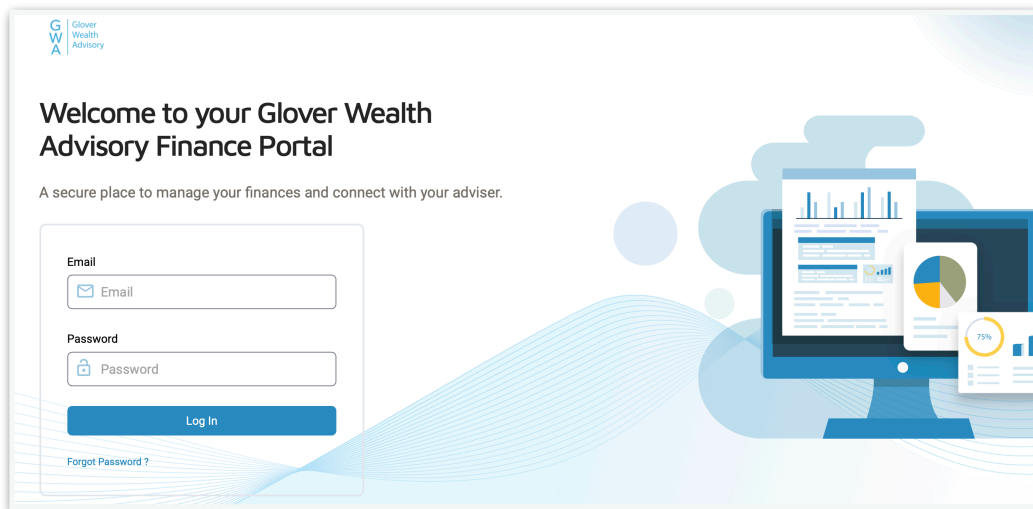 G
W
A
Glover
Wealth
Advisory
Welcome to your Glover Wealth
Advisory Finance Portal
A secure place to manage your finances and connect with your adviser.
Email
Email
Password
Password
Log In
Forgot Password ?
75%